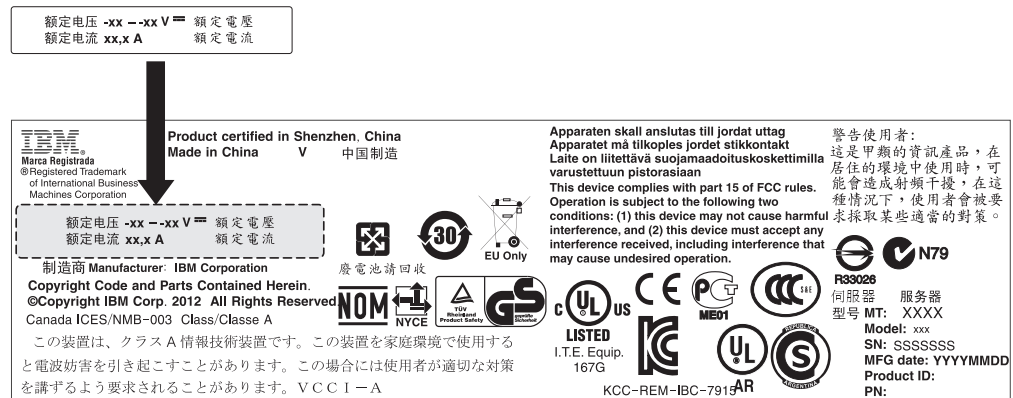 额定电压 -xx – -xx V 額定電壓
额定电流 xx,x A 額定電流
IBM®
Marca Registrada
® Registered Trademark
of International Business
Machines Corporation
Product certified in Shenzhen, China
Made in China V 中国制造
额定电压 -xx – -xx V 額定電壓
额定电流 xx,x A 額定電流
制造商 Manufacturer: IBM Corporation
Copyright Code and Parts Contained Herein.
©Copyright IBM Corp. 2012 All Rights Reserved.
Canada ICES/NMB-003 Class/Classe A
この装置は、クラス A 情報技術装置です。この装置を家庭環境で使用する
と電波妨害を引き起こすことがあります。この場合には使用者が適切な対策
を講ずるよう要求されることがあります。VCCI-A
廢電池請回收
30
EU Only
NOM
NYCE
TÜV
Rheinland
Product Safety
geprüfte
Sicherheit
GS
Apparaten skall anslutas till jordat uttag
Apparatet må tilkoples jordet stikkontakt
Laite on liitettävä suojamaadoituskoskettimilla
varustettuun pistorasiaan
This device complies with part 15 of FCC rules.
Operation is subject to the following two
conditions: (1) this device may not cause harmful
interference, and (2) this device must accept any
interference received, including interference that
may cause undesired operation.
C UL US
LISTED
I.T.E. Equip.
167G
CE
KCC-REM-IBC-7915
ME01
CCC S&E
UL
AR
REPUBLICA
S
ARGENTINA
警告使用者:
這是甲類的資訊產品，在
居住的環境中使用時，可
能會造成射頻干擾，在這
種情況下，使用者會被要
求採取某些適當的對策。
R33026
N79
伺服器 服务器
型号 MT: XXXX
Model: xxx
SN: SSSSSSS
MFG date: YYYYMMDD
Product ID:
PN: